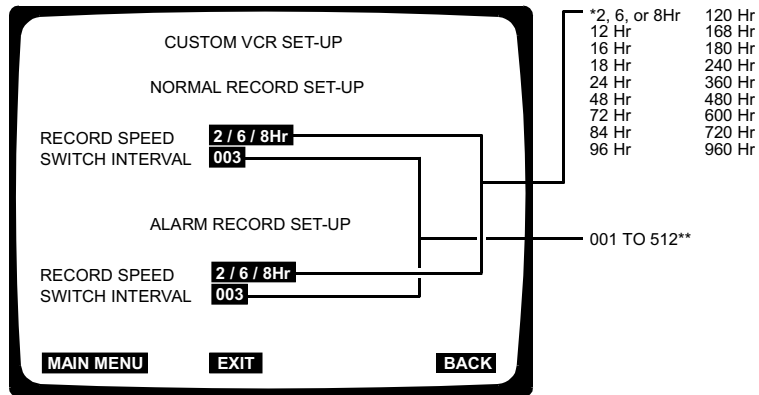 CUSTOM VCR SET-UP
NORMAL RECORD SET-UP
RECORD SPEED 2 / 6 / 8Hr
SWITCH INTERVAL 003
ALARM RECORD SET-UP
RECORD SPEED 2 / 6 / 8Hr
SWITCH INTERVAL 003
MAIN MENU EXIT BACK
*2, 6, or 8Hr 120 Hr
12 Hr 168 Hr
16 Hr 180 Hr
18 Hr 240 Hr
24 Hr 360 Hr
48 Hr 480 Hr
72 Hr 600 Hr
84 Hr 720 Hr
96 Hr 960 Hr
001 TO 512**